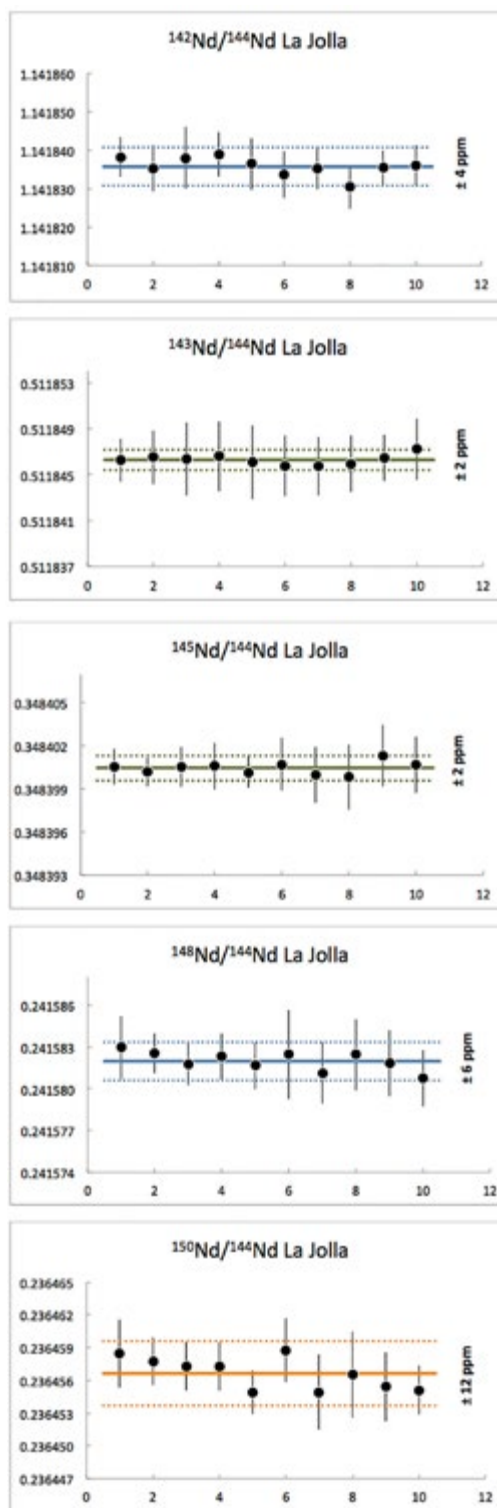 ¹⁴²Nd/¹⁴⁴Nd La Jolla
1.141860
1.141850
1.141840
1.141830
1.141820
1.141810
± 4 ppm
0 2 4 6 8 10 12
¹⁴³Nd/¹⁴⁴Nd La Jolla
0.511853
0.511849
0.511845
0.511841
0.511837
± 2 ppm
0 2 4 6 8 10 12
¹⁴⁵Nd/¹⁴⁴Nd La Jolla
0.348405
0.348402
0.348399
0.348396
0.348393
± 2 ppm
0 2 4 6 8 10 12
¹⁴⁸Nd/¹⁴⁴Nd La Jolla
0.241586
0.241583
0.241580
0.241577
0.241574
± 6 ppm
0 2 4 6 8 10 12
¹⁵⁰Nd/¹⁴⁴Nd La Jolla
0.236465
0.236462
0.236459
0.236456
0.236453
0.236450
0.236447
± 12 ppm
0 2 4 6 8 10 12